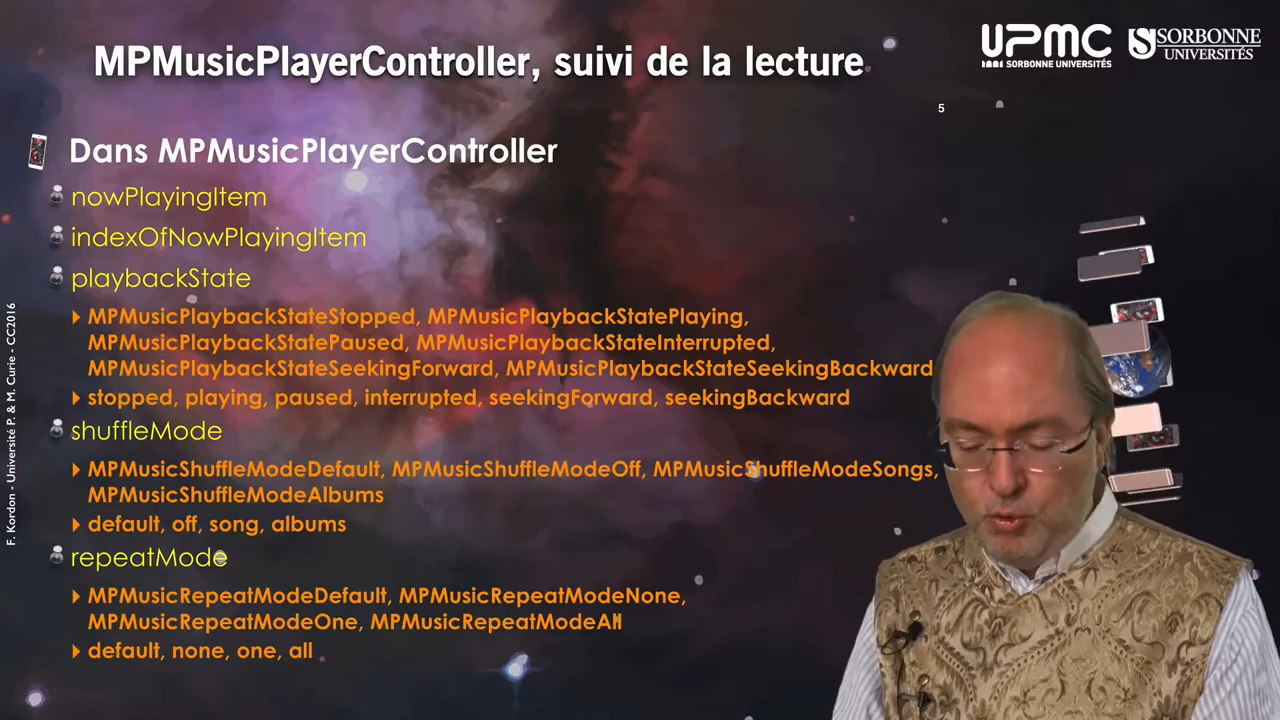 MPMusicPlayerController, suivi de la lecture
UPMC
SORBONNE UNIVERSITÉS
SORBONNE
UNIVERSITÉS
5
Dans MPMusicPlayerController
nowPlayingItem
indexOfNowPlayingItem
playbackState
MPMusicPlaybackStateStopped, MPMusicPlaybackStatePlaying,
MPMusicPlaybackStatePaused, MPMusicPlaybackStateInterrupted,
MPMusicPlaybackStateSeekingForward, MPMusicPlaybackStateSeekingBackward
stopped, playing, paused, interrupted, seekingForward, seekingBackward
shuffleMode
MPMusicShuffleModeDefault, MPMusicShuffleModeOff, MPMusicShuffleModeSongs,
MPMusicShuffleModeAlbums
default, off, song, albums
repeatMode
MPMusicRepeatModeDefault, MPMusicRepeatModeNone,
MPMusicRepeatModeOne, MPMusicRepeatModeAll
default, none, one, all
F. Kordon - Université P. & M. Curie - CC2016